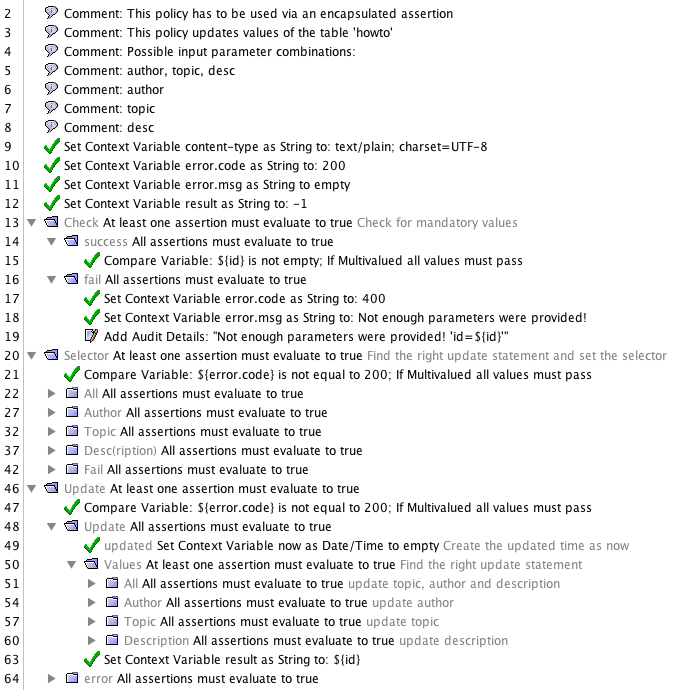 2 Comment: This policy has to be used via an encapsulated assertion
3 Comment: This policy updates values of the table 'howto'
4 Comment: Possible input parameter combinations:
5 Comment: author, topic, desc
6 Comment: author
7 Comment: topic
8 Comment: desc
9 Set Context Variable content-type as String to: text/plain; charset=UTF-8
10 Set Context Variable error.code as String to: 200
11 Set Context Variable error.msg as String to empty
12 Set Context Variable result as String to: -1
13 Check At least one assertion must evaluate to true Check for mandatory values
14 success All assertions must evaluate to true
15 Compare Variable: ${id} is not empty; If Multivalued all values must pass
16 fail All assertions must evaluate to true
17 Set Context Variable error.code as String to: 400
18 Set Context Variable error.msg as String to: Not enough parameters were provided!
19 Add Audit Details: "Not enough parameters were provided! 'id=${id}'"
20 Selector At least one assertion must evaluate to true Find the right update statement and set the selector
21 Compare Variable: ${error.code} is not equal to 200; If Multivalued all values must pass
22 All All assertions must evaluate to true
27 Author All assertions must evaluate to true
32 Topic All assertions must evaluate to true
37 Desc(ription) All assertions must evaluate to true
42 Fail All assertions must evaluate to true
46 Update At least one assertion must evaluate to true
47 Compare Variable: ${error.code} is not equal to 200; If Multivalued all values must pass
48 Update All assertions must evaluate to true
49 updated Set Context Variable now as Date/Time to empty Create the updated time as now
50 Values At least one assertion must evaluate to true Find the right update statement
51 All All assertions must evaluate to true update topic, author and description
54 Author All assertions must evaluate to true update author
57 Topic All assertions must evaluate to true update topic
60 Description All assertions must evaluate to true update description
63 Set Context Variable result as String to: ${id}
64 error All assertions must evaluate to true